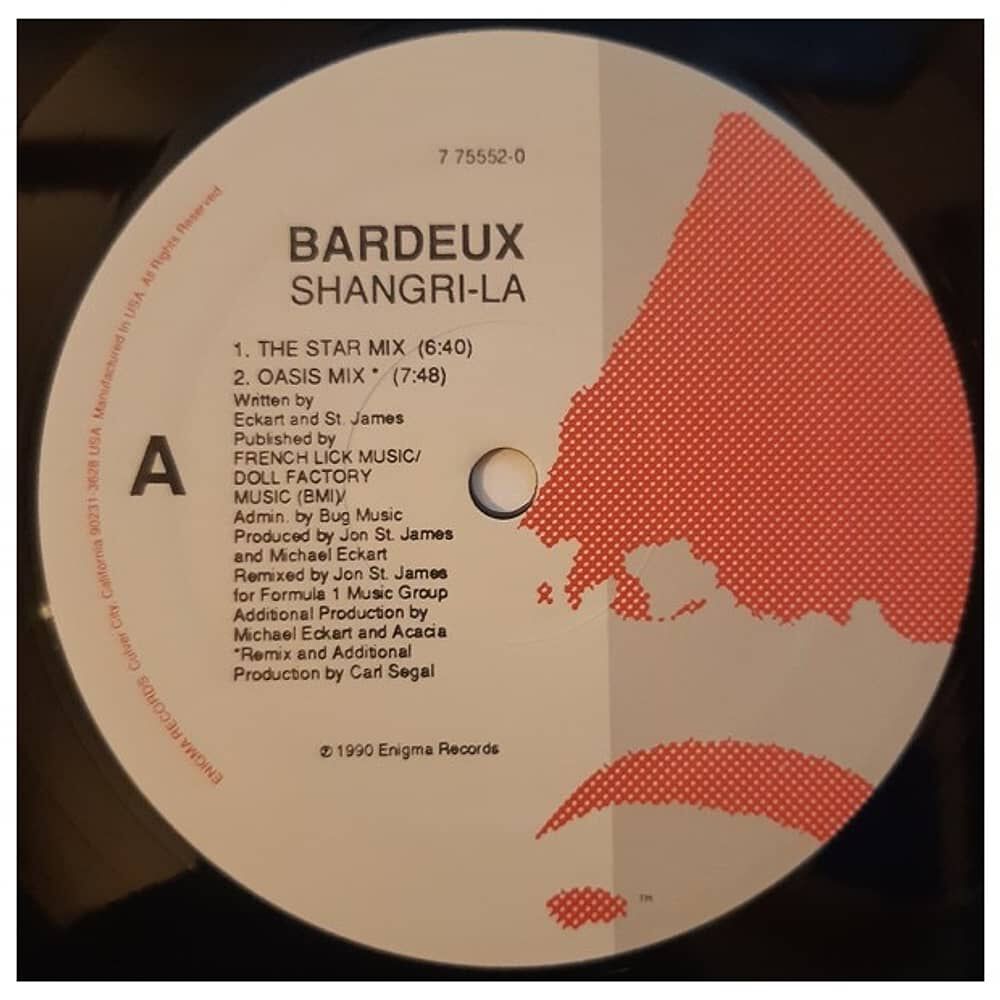 7 75552-0
BARDEUX
SHANGRI-LA
1. THE STAR MIX (6:40)
2. OASIS MIX * (7:48)
Written by
Eckart and St. James
Published by
FRENCH LICK MUSIC/
DOLL FACTORY
MUSIC (BMI)/
Admin. by Bug Music
Produced by Jon St. James
and Michael Eckart
Remixed by Jon St. James
for Formula 1 Music Group
Additional Production by
Michael Eckart and Acacia
*Remix and Additional
Production by Carl Segal
A
℗ 1990 Enigma Records
ENIGMA RECORDS, Culver City, California 90231-3628 USA. Manufactured in USA. All Rights Reserved
TM